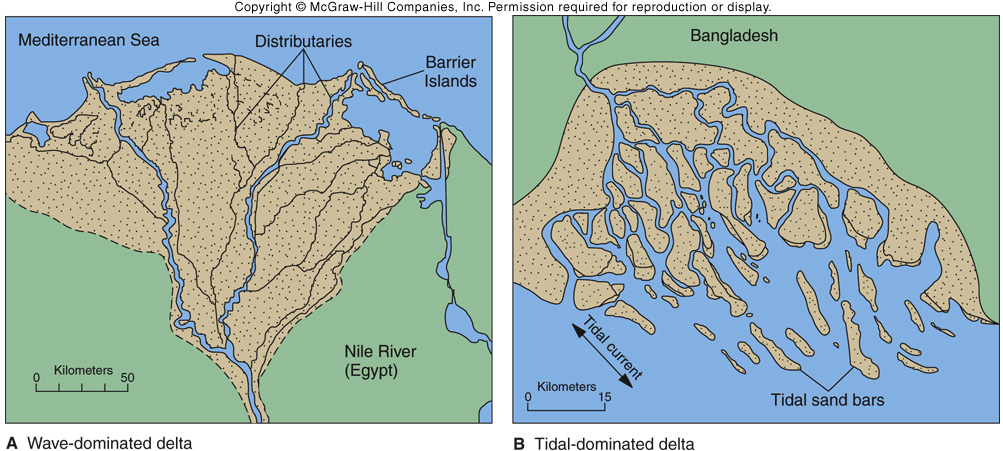 Copyright © McGraw-Hill Companies, Inc. Permission required for reproduction or display.
Mediterranean Sea
Distributaries
Barrier
Islands
Nile River
(Egypt)
Kilometers
0 50
A Wave-dominated delta
Bangladesh
Tidal current
Kilometers
0 15
Tidal sand bars
B Tidal-dominated delta